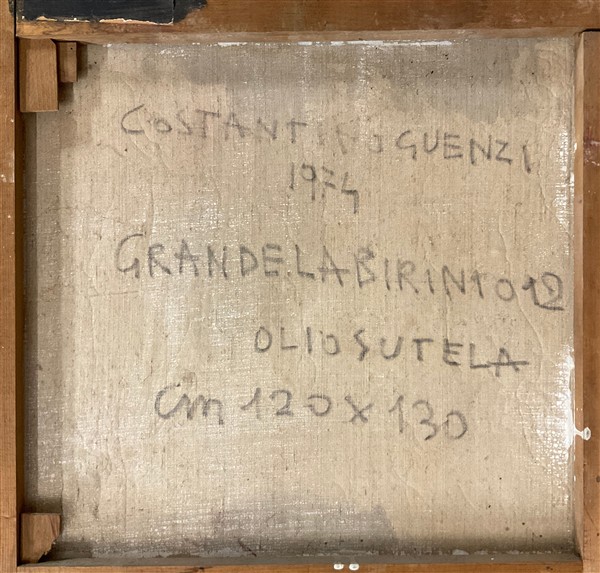 COSTANTINO GUENZI
1974
GRANDE LABIRINTO 12
OLIO SU TELA
cm 120 x 130